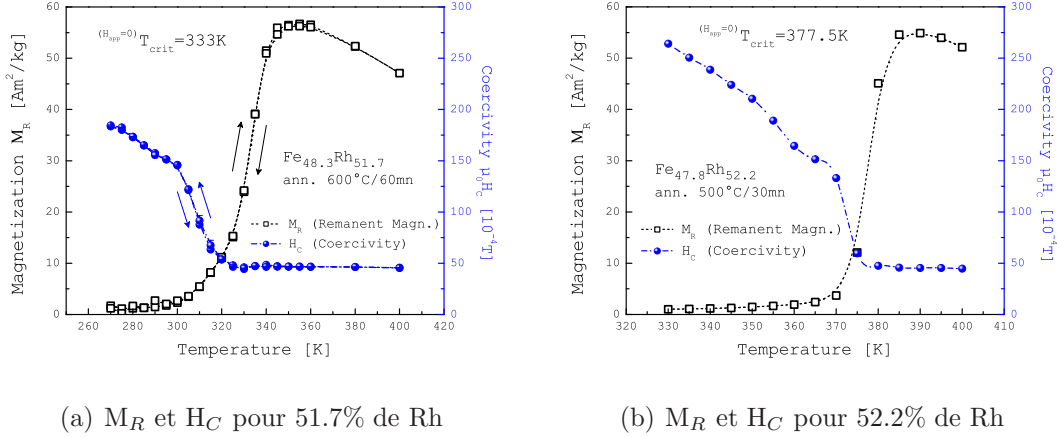 Magnetization M_R [Am²/kg]
60
50
40
30
20
10
0
(H_app=0) T_crit=333K
Fe48.3Rh51.7
ann. 600°C/60mn
M_R (Remanent Magn.)
H_C (Coercivity)
300
250
200
150
100
50
0
Coercivity μ₀H_C [10⁻⁴T]
260 280 300 320 340 360 380 400 420
Temperature [K]
(a) M_R et H_C pour 51.7% de Rh
Magnetization M_R [Am²/kg]
60
50
40
30
20
10
0
(H_app=0) T_crit=377.5K
Fe47.8Rh52.2
ann. 500°C/30mn
M_R (Remanent Magn.)
H_C (Coercivity)
300
250
200
150
100
50
0
Coercivity μ₀H_C [10⁻⁴T]
320 330 340 350 360 370 380 390 400 410
Temperature [K]
(b) M_R et H_C pour 52.2% de Rh